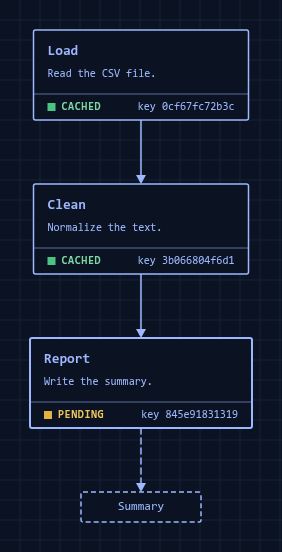 Load
Read the CSV file.
CACHED key 0cf67fc72b3c
Clean
Normalize the text.
CACHED key 3b066804f6d1
Report
Write the summary.
PENDING key 845e91831319
Summary